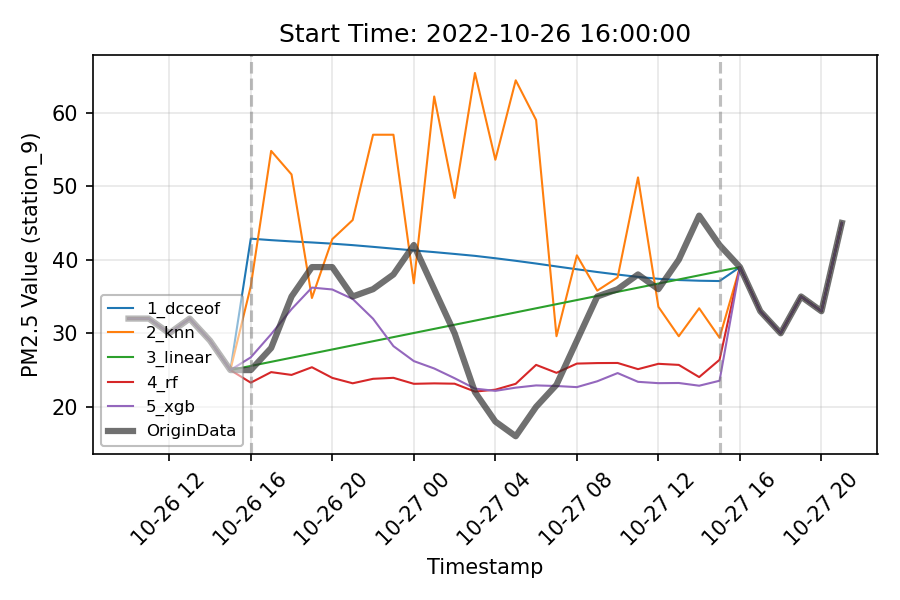 Start Time: 2022-10-26 16:00:00
PM2.5 Value (station_9)
60
50
40
30
20
1_dcceof
2_knn
3_linear
4_rf
5_xgb
OriginData
10-26 12
10-26 16
10-26 20
10-27 00
10-27 04
10-27 08
10-27 12
10-27 16
10-27 20
Timestamp